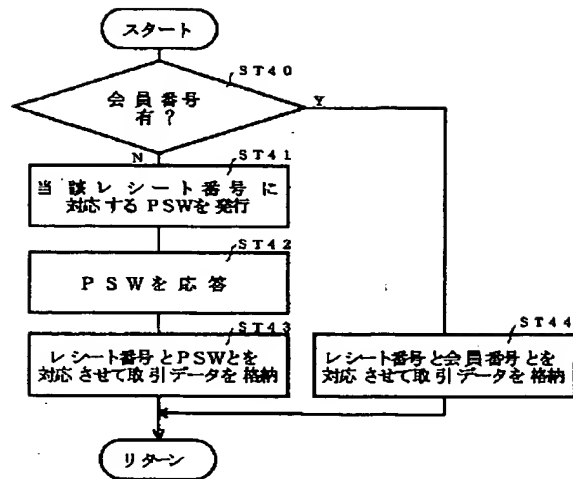 スタート
ST40
会員番号
有?
Y
N
ST41
当該レシート番号に
対応するPSWを発行
ST42
PSWを応答
ST43
レシート番号とPSWとを
対応させて取引データを格納
ST44
レシート番号と会員番号とを
対応させて取引データを格納
リターン